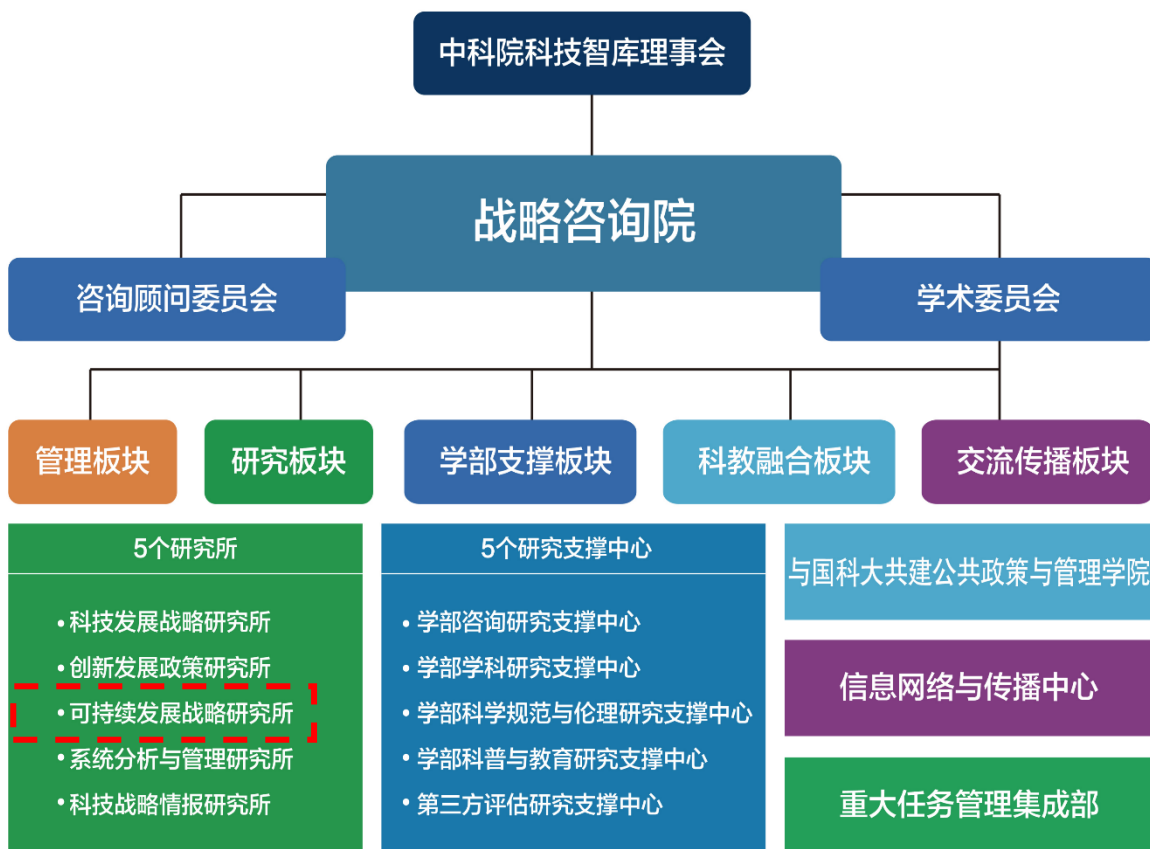 中科院科技智库理事会
战略咨询院
咨询顾问委员会
学术委员会
管理板块
研究板块
学部支撑板块
科教融合板块
交流传播板块
5个研究所
• 科技发展战略研究所
• 创新发展政策研究所
• 可持续发展战略研究所
• 系统分析与管理研究所
• 科技战略情报研究所
5个研究支撑中心
• 学部咨询研究支撑中心
• 学部学科研究支撑中心
• 学部科学规范与伦理研究支撑中心
• 学部科普与教育研究支撑中心
• 第三方评估研究支撑中心
与国科大共建公共政策与管理学院
信息网络与传播中心
重大任务管理集成部